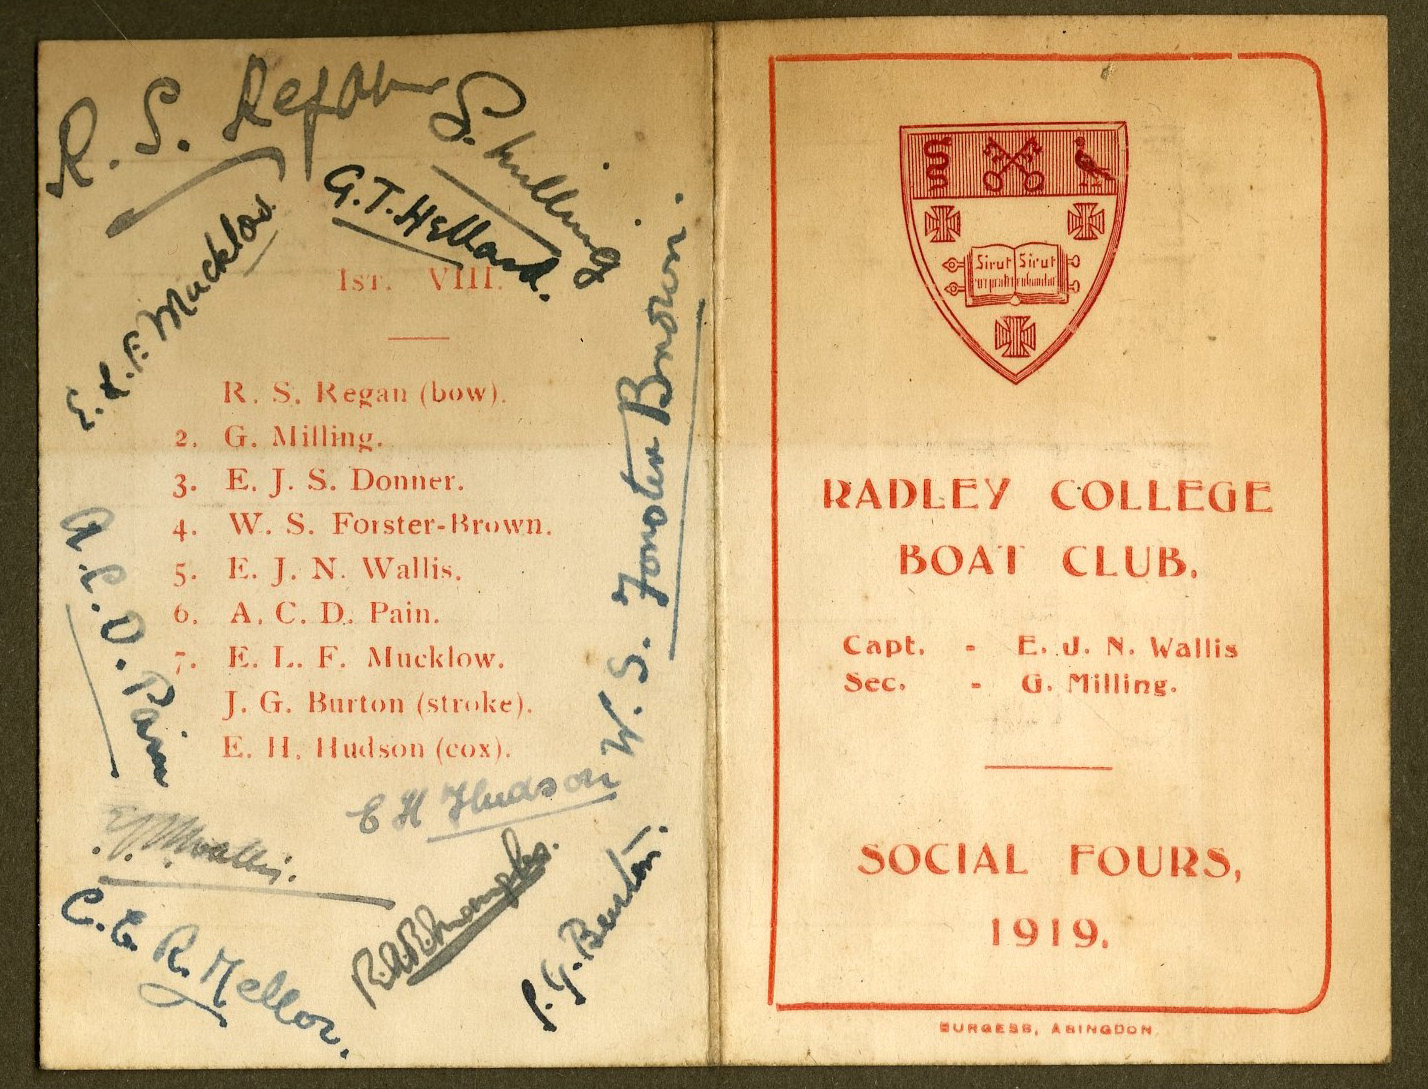 R. S. Regan
G. Milling
G. T. Hellard.
E. L. F. Mucklow.
1ST. VIII.
R. S. Regan (bow).
2. G. Milling.
3. E. J. S. Donner.
4. W. S. Forster-Brown.
5. E. J. N. Wallis.
6. A. C. D. Pain.
7. E. L. F. Mucklow.
J. G. Burton (stroke).
E. H. Hudson (cox).
W. S. Forster Brown.
A. C. D. Pain
E H Hudson
E J N Wallis.
C. E. R. Mellor.
J. G. Burton.
Sicut Sicut
RADLEY COLLEGE
BOAT CLUB.
Capt. - E. J. N. Wallis
Sec. - G. Milling.
SOCIAL FOURS,
1919.
BURGESS, ABINGDON